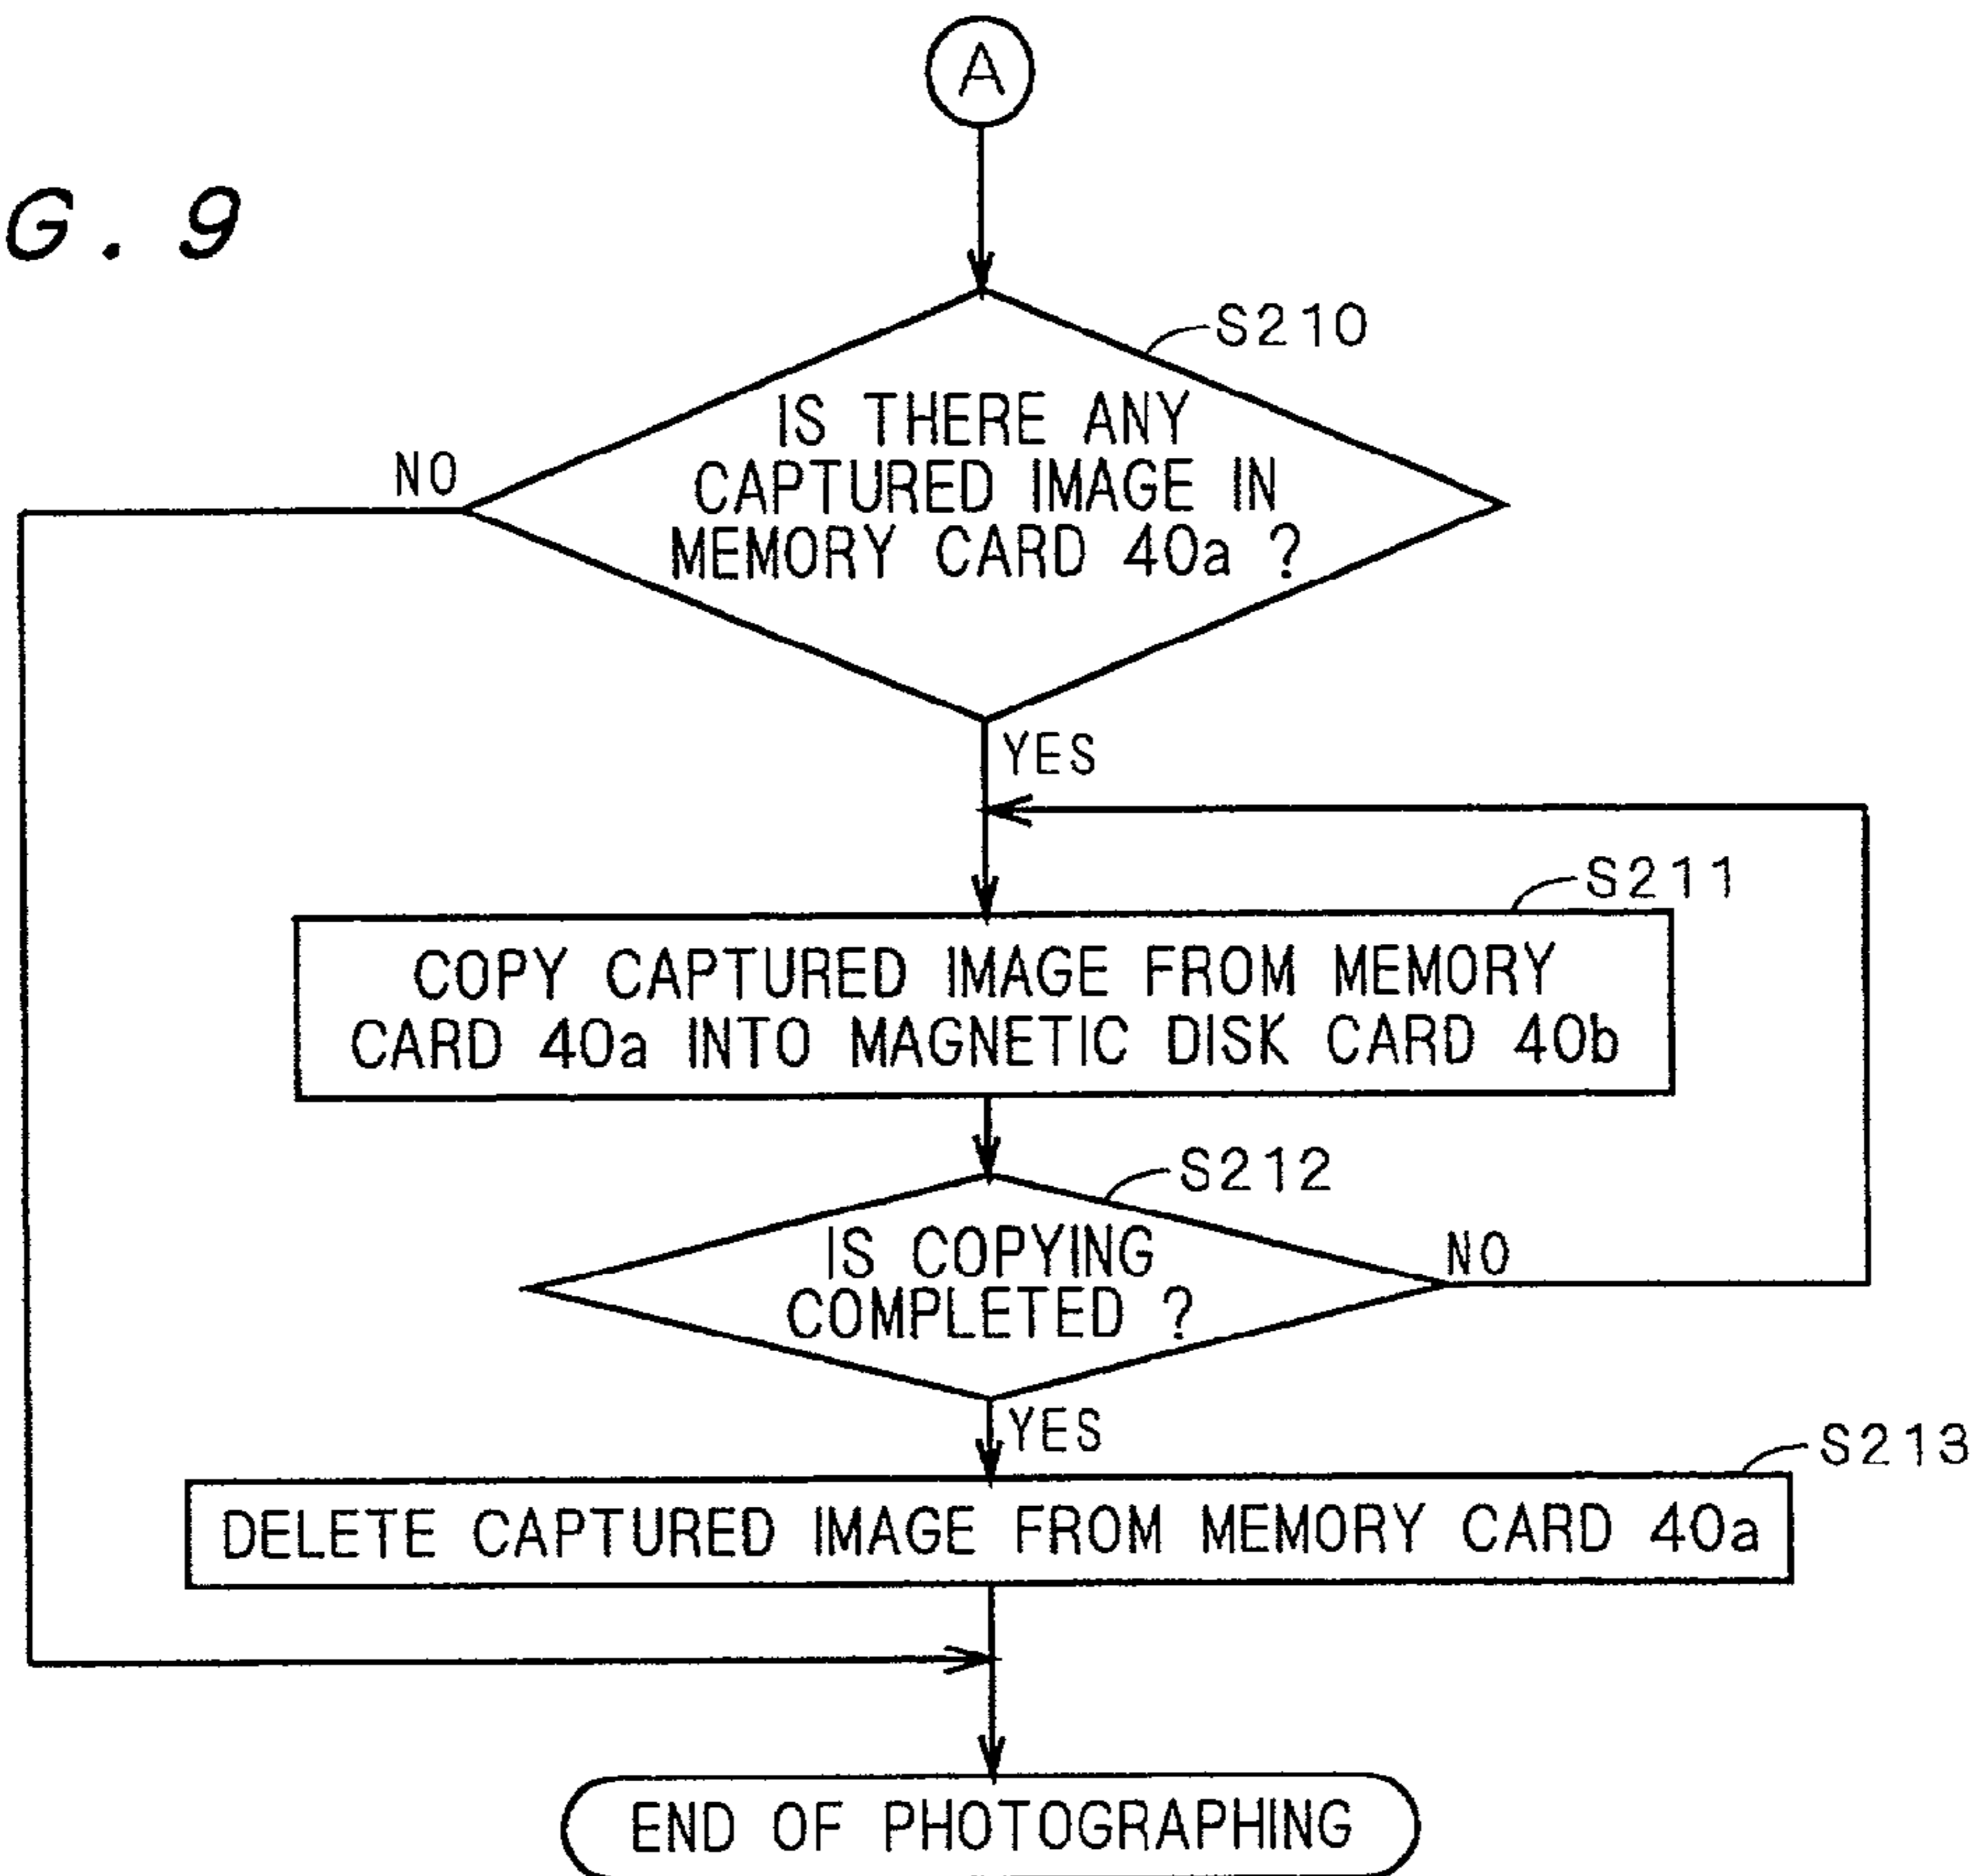 A
G. 9
S210
IS THERE ANY
CAPTURED IMAGE IN
MEMORY CARD 40a ?
NO
YES
S211
COPY CAPTURED IMAGE FROM MEMORY
CARD 40a INTO MAGNETIC DISK CARD 40b
S212
IS COPYING
COMPLETED ?
NO
YES
S213
DELETE CAPTURED IMAGE FROM MEMORY CARD 40a
END OF PHOTOGRAPHING